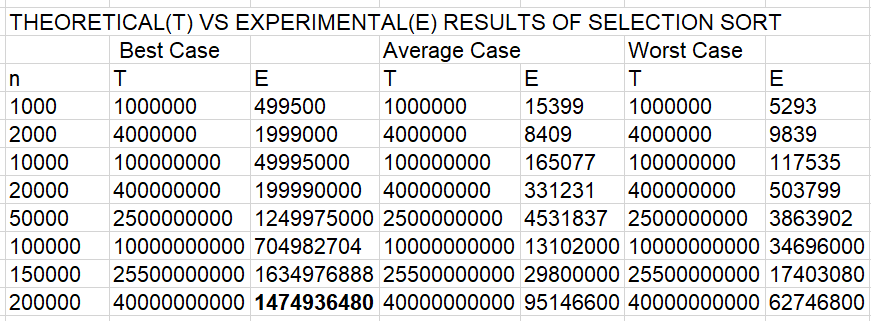 THEORETICAL(T) VS EXPERIMENTAL(E) RESULTS OF SELECTION SORT
Best Case Average Case Worst Case
n T E T E T E
1000 1000000 499500 1000000 15399 1000000 5293
2000 4000000 1999000 4000000 8409 4000000 9839
10000 100000000 49995000 100000000 165077 100000000 117535
20000 400000000 199990000 400000000 331231 400000000 503799
50000 2500000000 1249975000 2500000000 4531837 2500000000 3863902
100000 10000000000 704982704 10000000000 13102000 10000000000 34696000
150000 25500000000 1634976888 25500000000 29800000 25500000000 17403080
200000 40000000000 1474936480 40000000000 95146600 40000000000 62746800